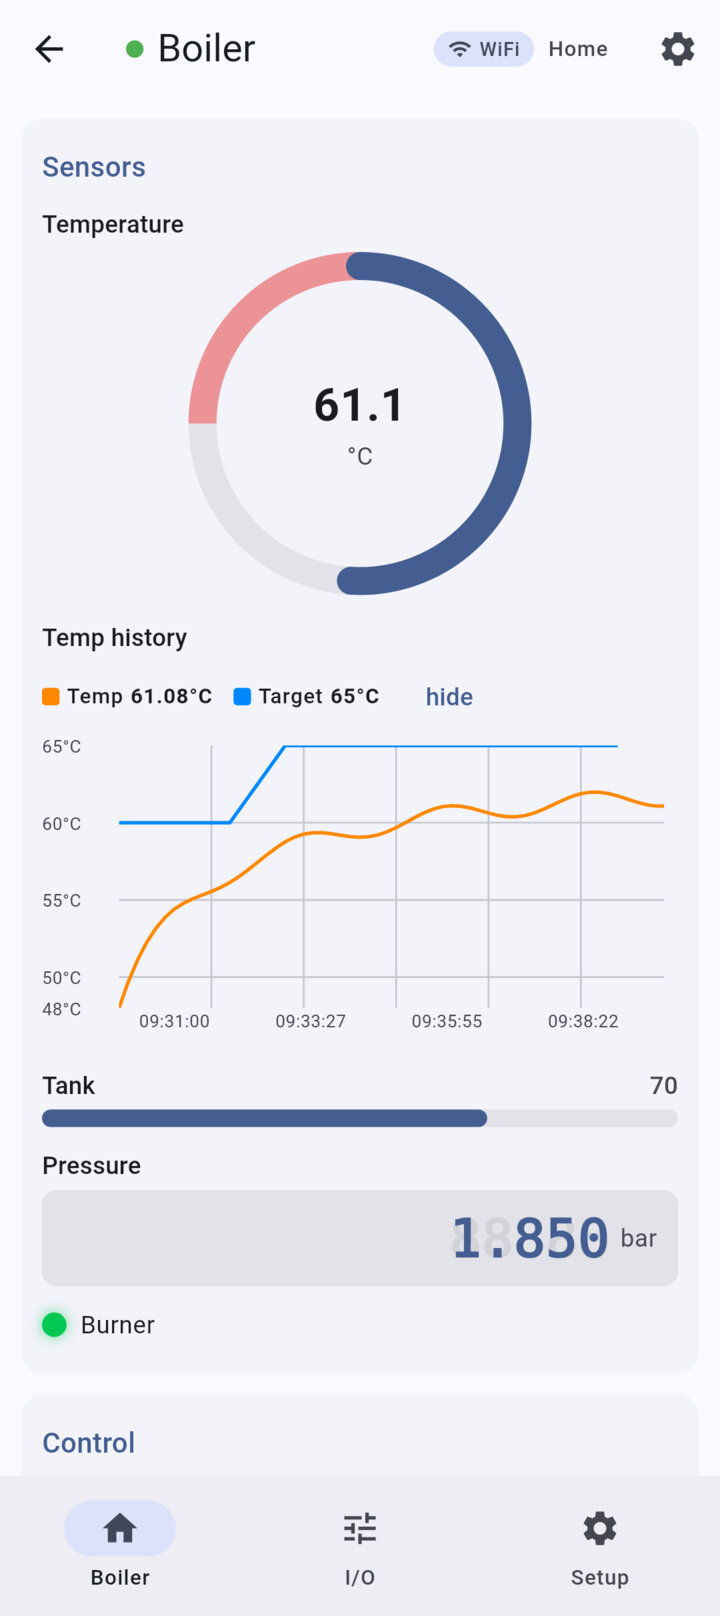 Boiler WiFi Home
Sensors
Temperature
61.1
°C
Temp history
Temp 61.08°C Target 65°C hide
65°C
60°C
55°C
50°C
48°C
09:31:00 09:33:27 09:35:55 09:38:22
Tank 70
Pressure
1.850 bar
Burner
Control
Boiler I/O Setup